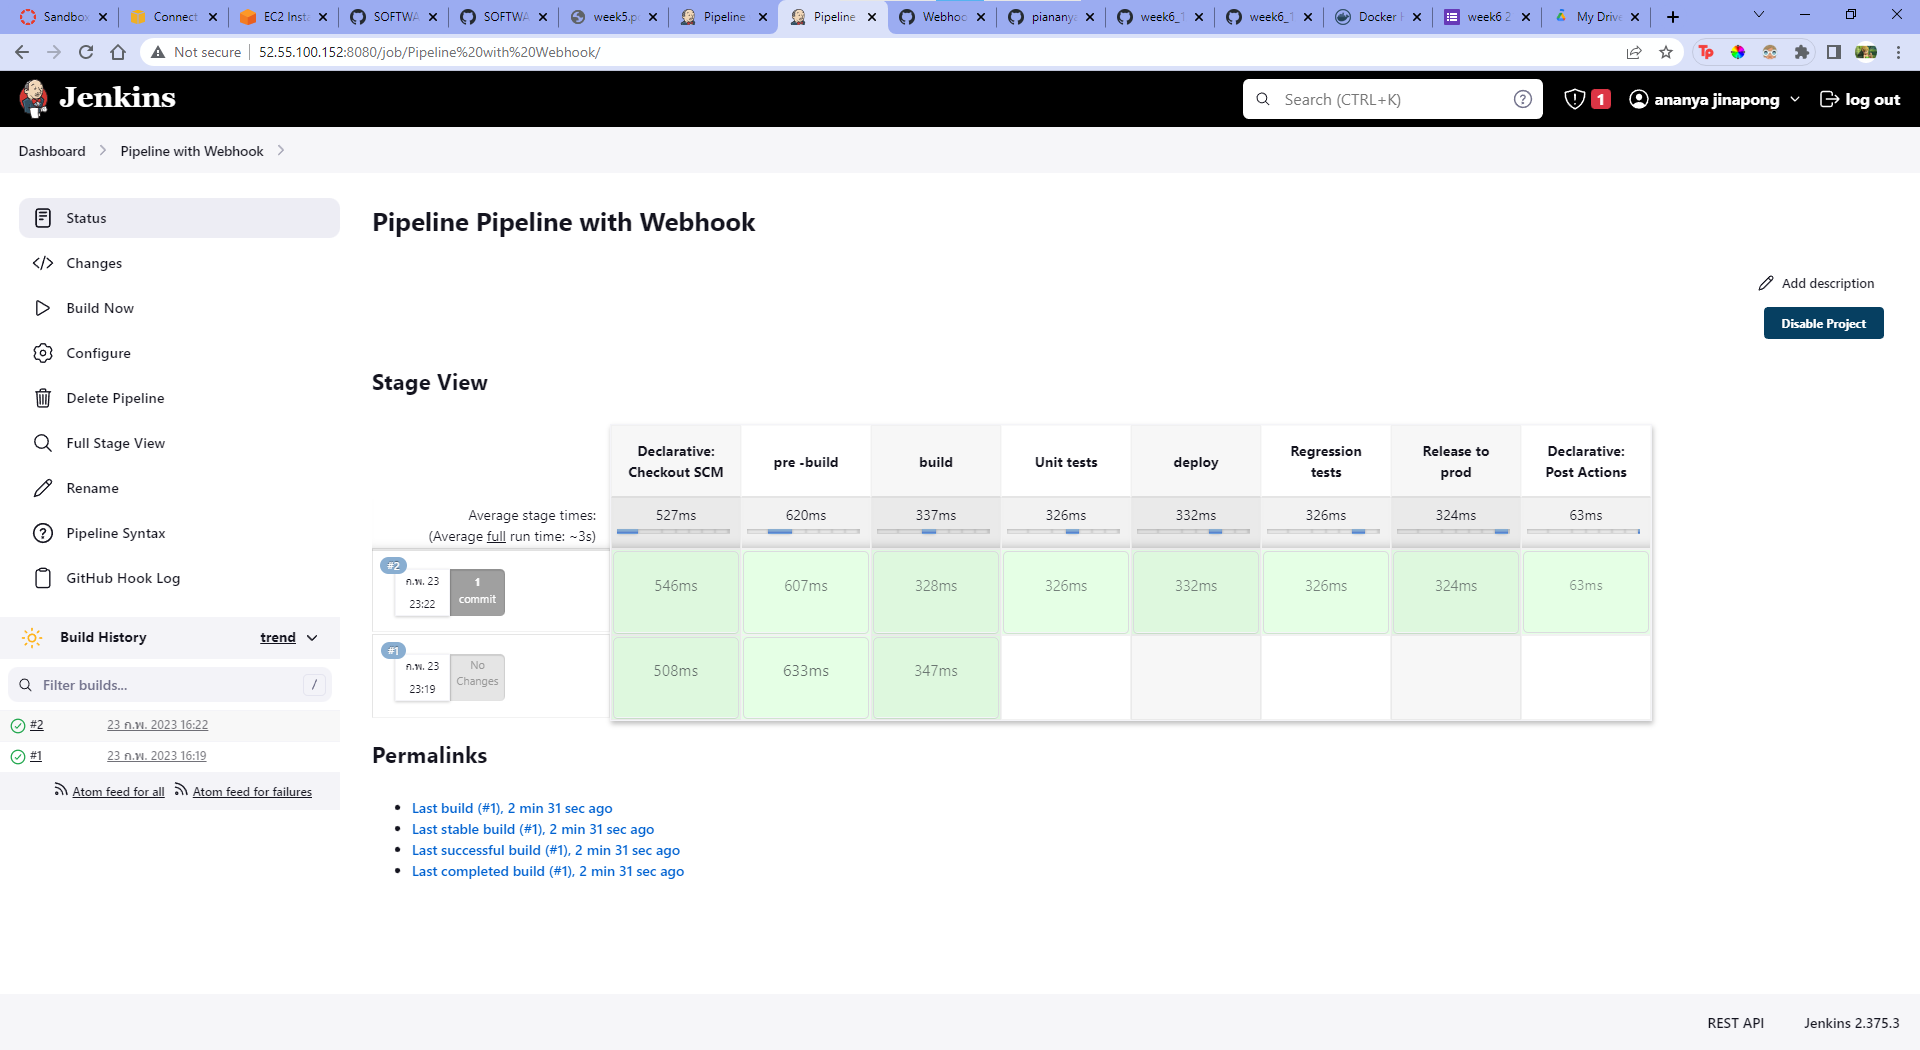 Sandbox
Connect
EC2 Inst
SOFTWA
SOFTWA
week5.p
Pipeline
Pipeline
Webhoo
piananya
week6_1
week6_1
Docker H
week6 2
My Drive
Not secure
52.55.100.152:8080/job/Pipeline%20with%20Webhook/
Tp
Jenkins
Search (CTRL+K)
1
ananya jinapong
log out
Dashboard
Pipeline with Webhook
Status
Changes
Build Now
Configure
Delete Pipeline
Full Stage View
Rename
Pipeline Syntax
GitHub Hook Log
Build History
trend
Filter builds...
/
#2
23 ก.พ. 2023 16:22
#1
23 ก.พ. 2023 16:19
Atom feed for all
Atom feed for failures
Pipeline Pipeline with Webhook
Add description
Disable Project
Stage View
Declarative:
Checkout SCM
pre -build
build
Unit tests
deploy
Regression
tests
Release to
prod
Declarative:
Post Actions
Average stage times:
(Average full run time: ~3s)
527ms
620ms
337ms
326ms
332ms
326ms
324ms
63ms
#2
ก.พ. 23
23:22
1
commit
546ms
607ms
328ms
326ms
332ms
326ms
324ms
63ms
#1
ก.พ. 23
23:19
No
Changes
508ms
633ms
347ms
Permalinks
Last build (#1), 2 min 31 sec ago
Last stable build (#1), 2 min 31 sec ago
Last successful build (#1), 2 min 31 sec ago
Last completed build (#1), 2 min 31 sec ago
REST API
Jenkins 2.375.3